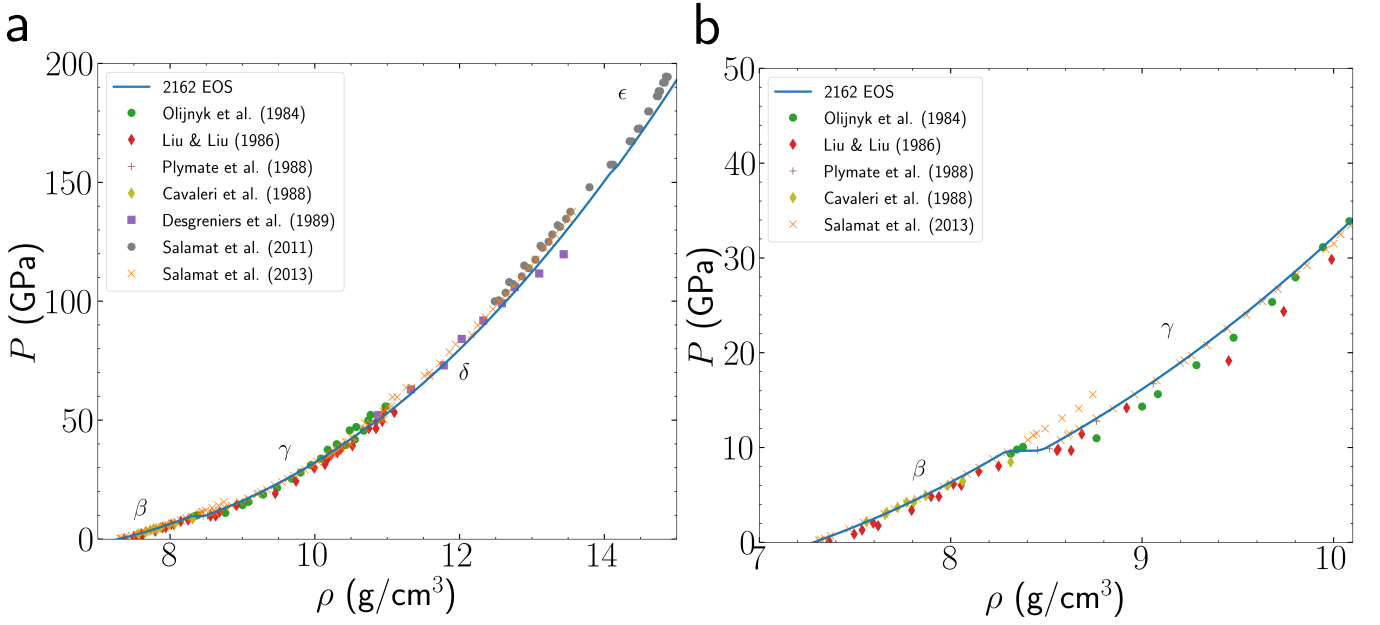 a
200
150
100
50
0
P (GPa)
2162 EOS
Olijnyk et al. (1984)
Liu & Liu (1986)
Plymate et al. (1988)
Cavaleri et al. (1988)
Desgreniers et al. (1989)
Salamat et al. (2011)
Salamat et al. (2013)
β
γ
δ
ϵ
8 10 12 14
ρ (g/cm³)
b
50
40
30
20
10
0
P (GPa)
2162 EOS
Olijnyk et al. (1984)
Liu & Liu (1986)
Plymate et al. (1988)
Cavaleri et al. (1988)
Salamat et al. (2013)
β
γ
7 8 9 10
ρ (g/cm³)